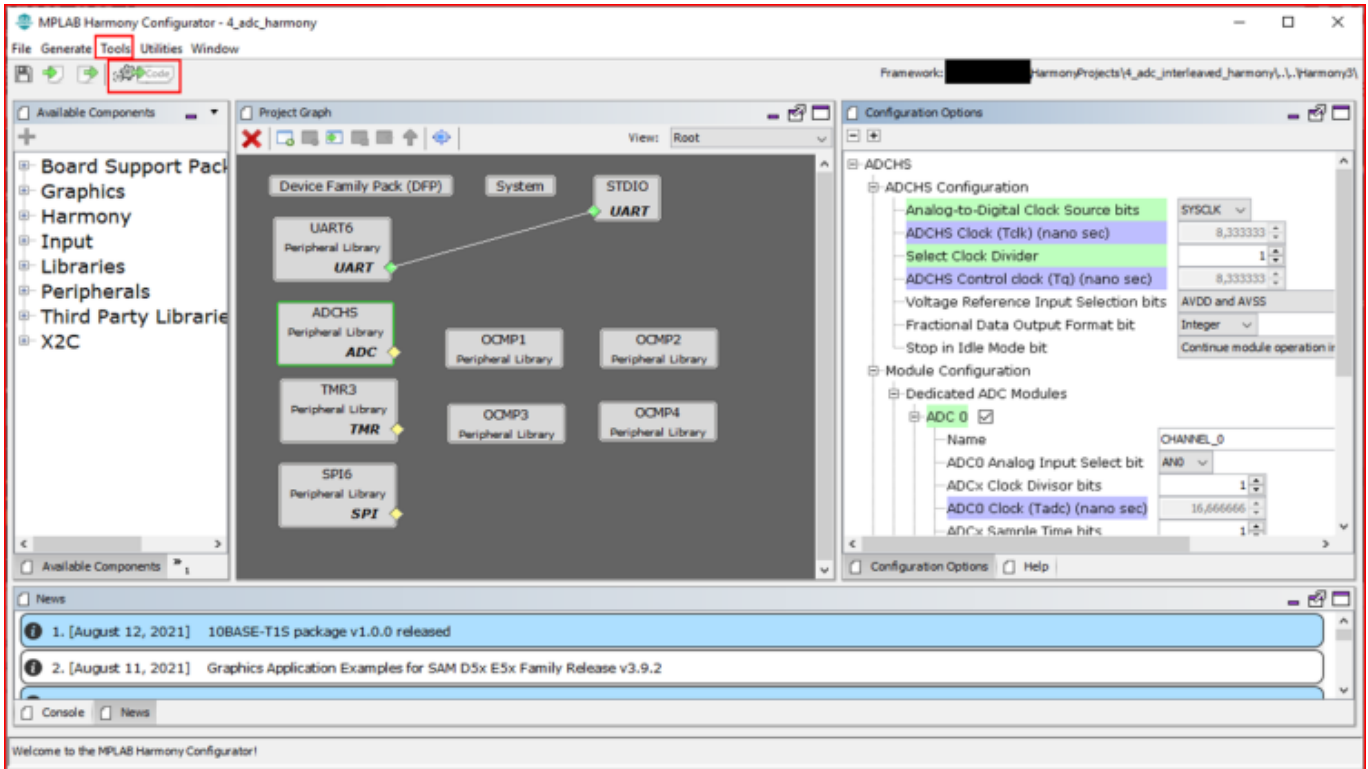 MPLAB Harmony Configurator - 4_adc_harmony
File Generate Tools Utilities Window
Code
Framework: HarmonyProjects\4_adc_interleaved_harmony\..\..\Harmony3\
Available Components
Board Support Pack
Graphics
Harmony
Input
Libraries
Peripherals
Third Party Librarie
X2C
Available Components
1
Project Graph
View: Root
Device Family Pack (DFP)
System
STDIO
UART
UART6
Peripheral Library
UART
ADCHS
Peripheral Library
ADC
OCMP1
Peripheral Library
OCMP2
Peripheral Library
TMR3
Peripheral Library
TMR
OCMP3
Peripheral Library
OCMP4
Peripheral Library
SPI6
Peripheral Library
SPI
Configuration Options
ADCHS
ADCHS Configuration
Analog-to-Digital Clock Source bits SYSCLK
ADCHS Clock (Tclk) (nano sec) 8,333333
Select Clock Divider 1
ADCHS Control clock (Tq) (nano sec) 8,333333
Voltage Reference Input Selection bits AVDD and AVSS
Fractional Data Output Format bit Integer
Stop in Idle Mode bit Continue module operation in
Module Configuration
Dedicated ADC Modules
ADC 0
Name CHANNEL_0
ADC0 Analog Input Select bit AN0
ADCx Clock Divisor bits 1
ADC0 Clock (Tadc) (nano sec) 16,666666
ADCx Sample Time bits 1
Configuration Options Help
News
1. [August 12, 2021] 10BASE-T1S package v1.0.0 released
2. [August 11, 2021] Graphics Application Examples for SAM D5x E5x Family Release v3.9.2
Console News
Welcome to the MPLAB Harmony Configurator!